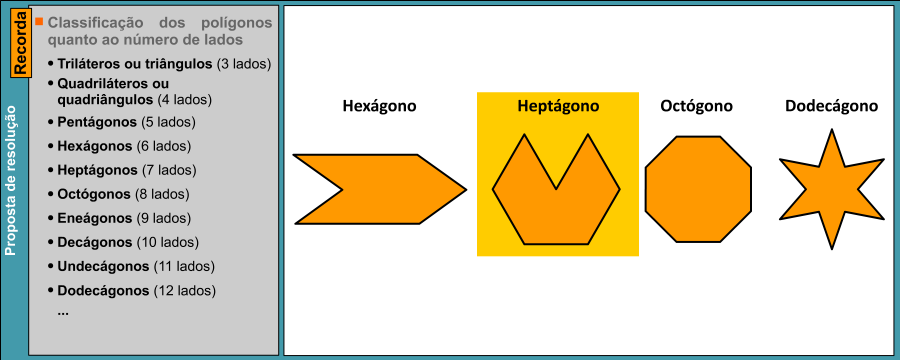 Proposta de resolução
Recorda
Classificação dos polígonos
quanto ao número de lados
• Triláteros ou triângulos (3 lados)
• Quadriláteros ou
quadriângulos (4 lados)
• Pentágonos (5 lados)
• Hexágonos (6 lados)
• Heptágonos (7 lados)
• Octógonos (8 lados)
• Eneágonos (9 lados)
• Decágonos (10 lados)
• Undecágonos (11 lados)
• Dodecágonos (12 lados)
...
Hexágono
Heptágono
Octógono
Dodecágono